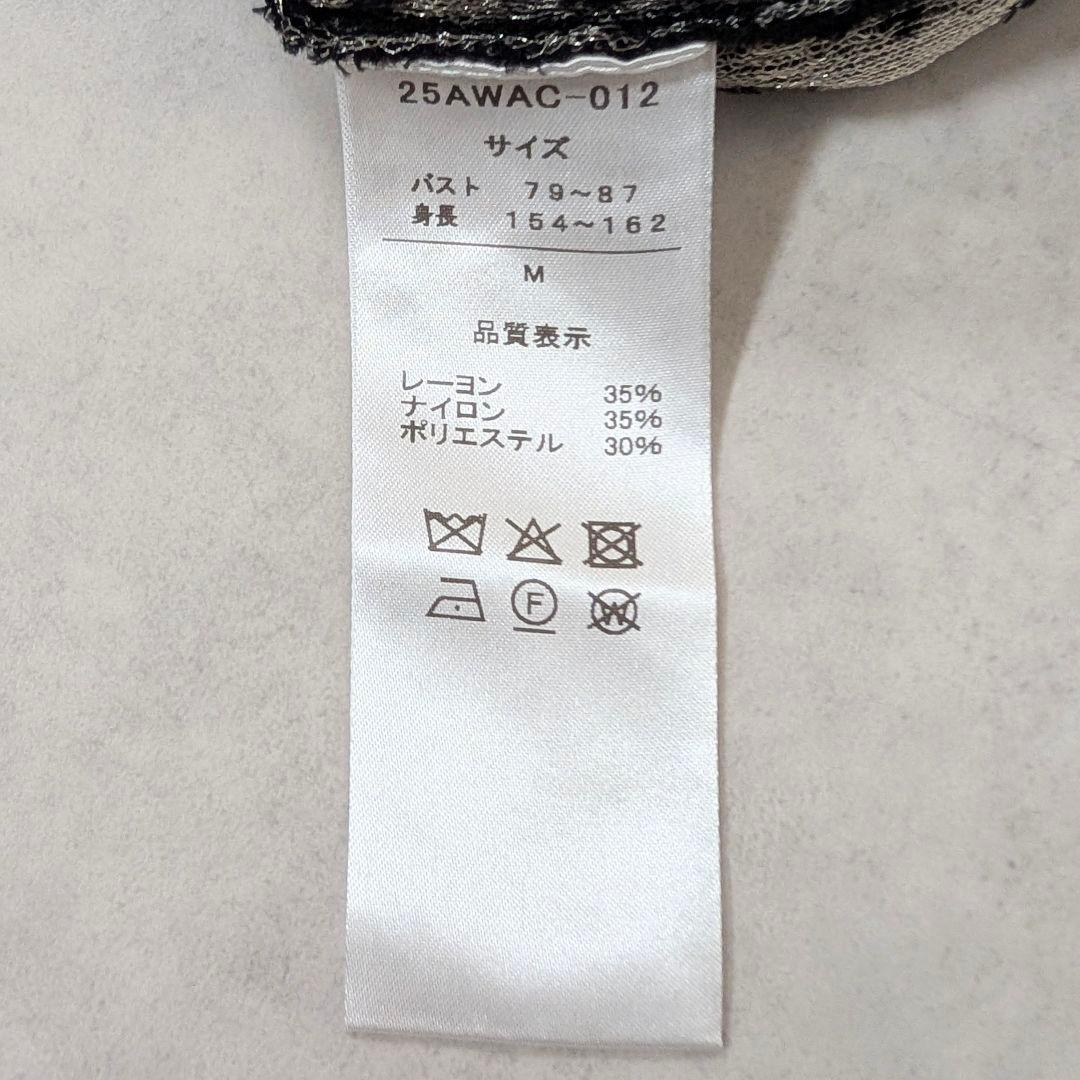 25AWAC-012
サイズ
バスト 79~87
身長 154~162
M
品質表示
レーヨン 35%
ナイロン 35%
ポリエステル 30%
F
W